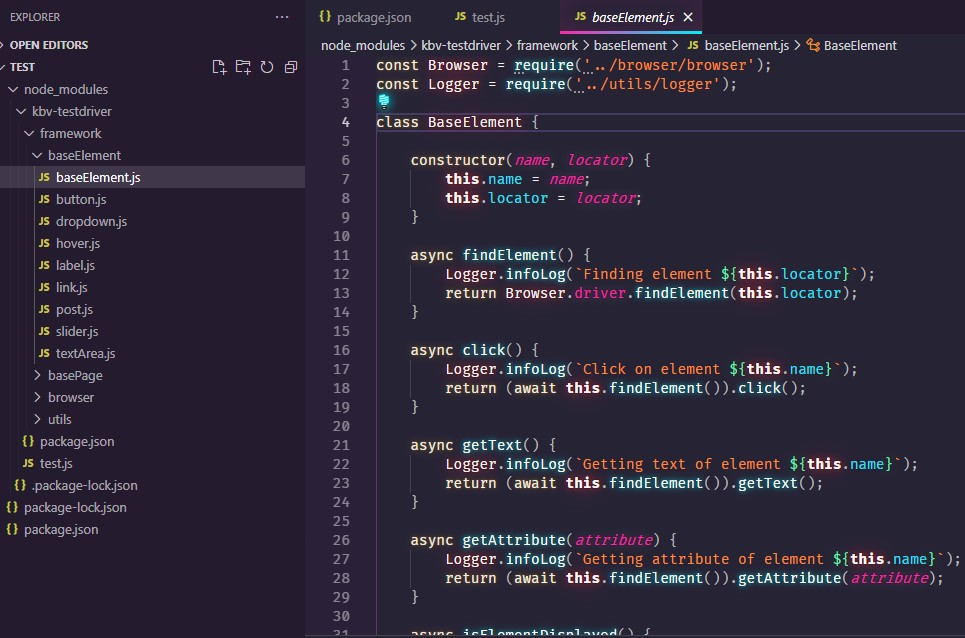 EXPLORER
OPEN EDITORS
TEST
node_modules
kbv-testdriver
framework
baseElement
JS baseElement.js
JS button.js
JS dropdown.js
JS hover.js
JS label.js
JS link.js
JS post.js
JS slider.js
JS textArea.js
basePage
browser
utils
{} package.json
JS test.js
{} .package-lock.json
{} package-lock.json
{} package.json
{} package.json JS test.js JS baseElement.js
node_modules > kbv-testdriver > framework > baseElement > JS baseElement.js > BaseElement
1 const Browser = require('../browser/browser');
2 const Logger = require('../utils/logger');
3
4 class BaseElement {
5
6 constructor(name, locator) {
7 this.name = name;
8 this.locator = locator;
9 }
10
11 async findElement() {
12 Logger.infoLog(`Finding element ${this.locator}`);
13 return Browser.driver.findElement(this.locator);
14 }
15
16 async click() {
17 Logger.infoLog(`Click on element ${this.name}`);
18 return (await this.findElement()).click();
19 }
20
21 async getText() {
22 Logger.infoLog(`Getting text of element ${this.name}`);
23 return (await this.findElement()).getText();
24 }
25
26 async getAttribute(attribute) {
27 Logger.infoLog(`Getting attribute of element ${this.name}`);
28 return (await this.findElement()).getAttribute(attribute);
29 }
30
31 async isElementDisplayed() {